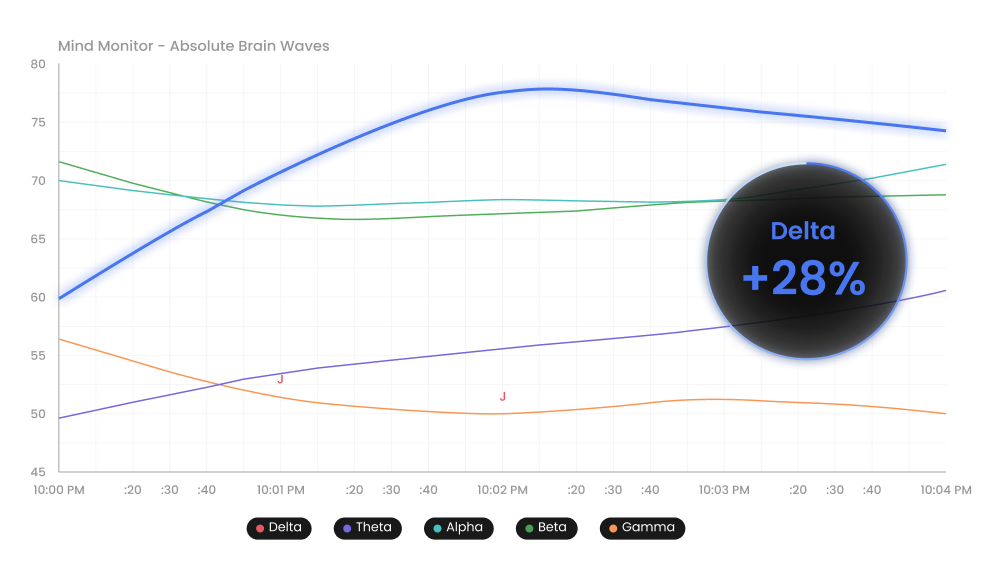 Mind Monitor - Absolute Brain Waves
80
75
70
65
60
55
50
45
Delta
+28%
J
J
10:00 PM :20 :30 :40 10:01 PM :20 :30 :40 10:02 PM :20 :30 :40 10:03 PM :20 :30 :40 10:04 PM
Delta Theta Alpha Beta Gamma